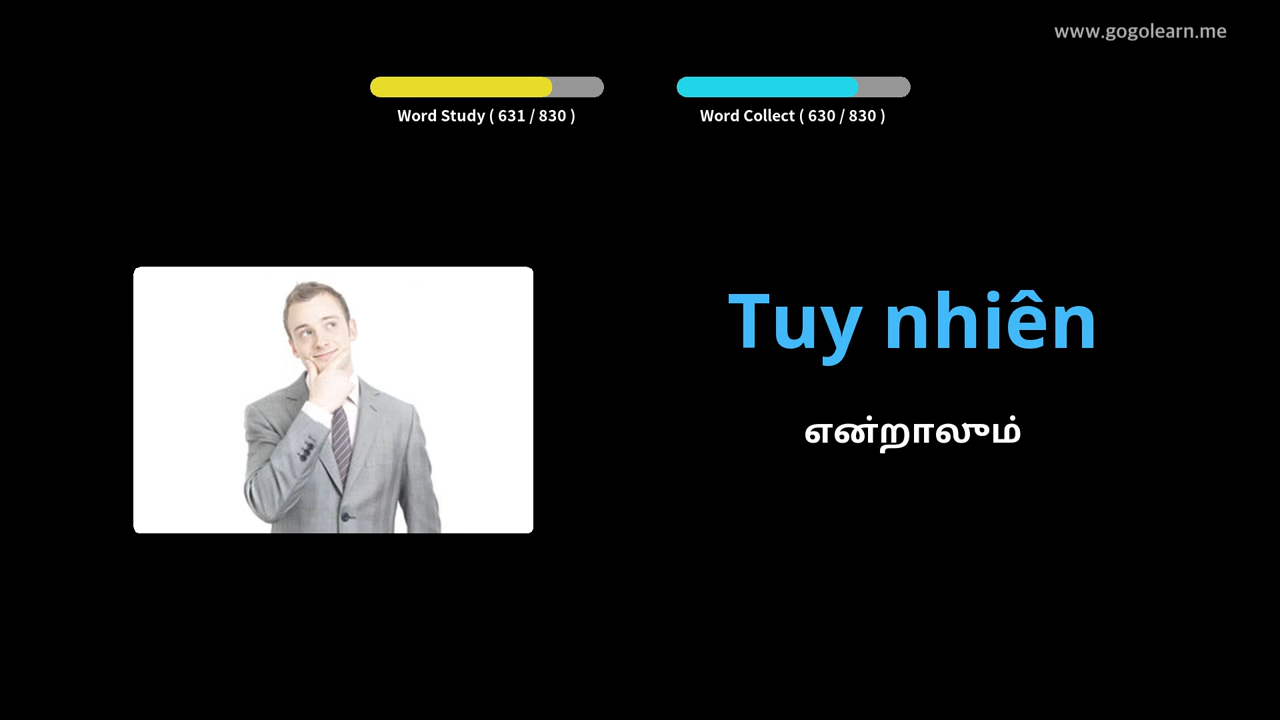 www.gogolearn.me
Word Study ( 631 / 830 )
Word Collect ( 630 / 830 )
Tuy nhiên
என்றாலும்